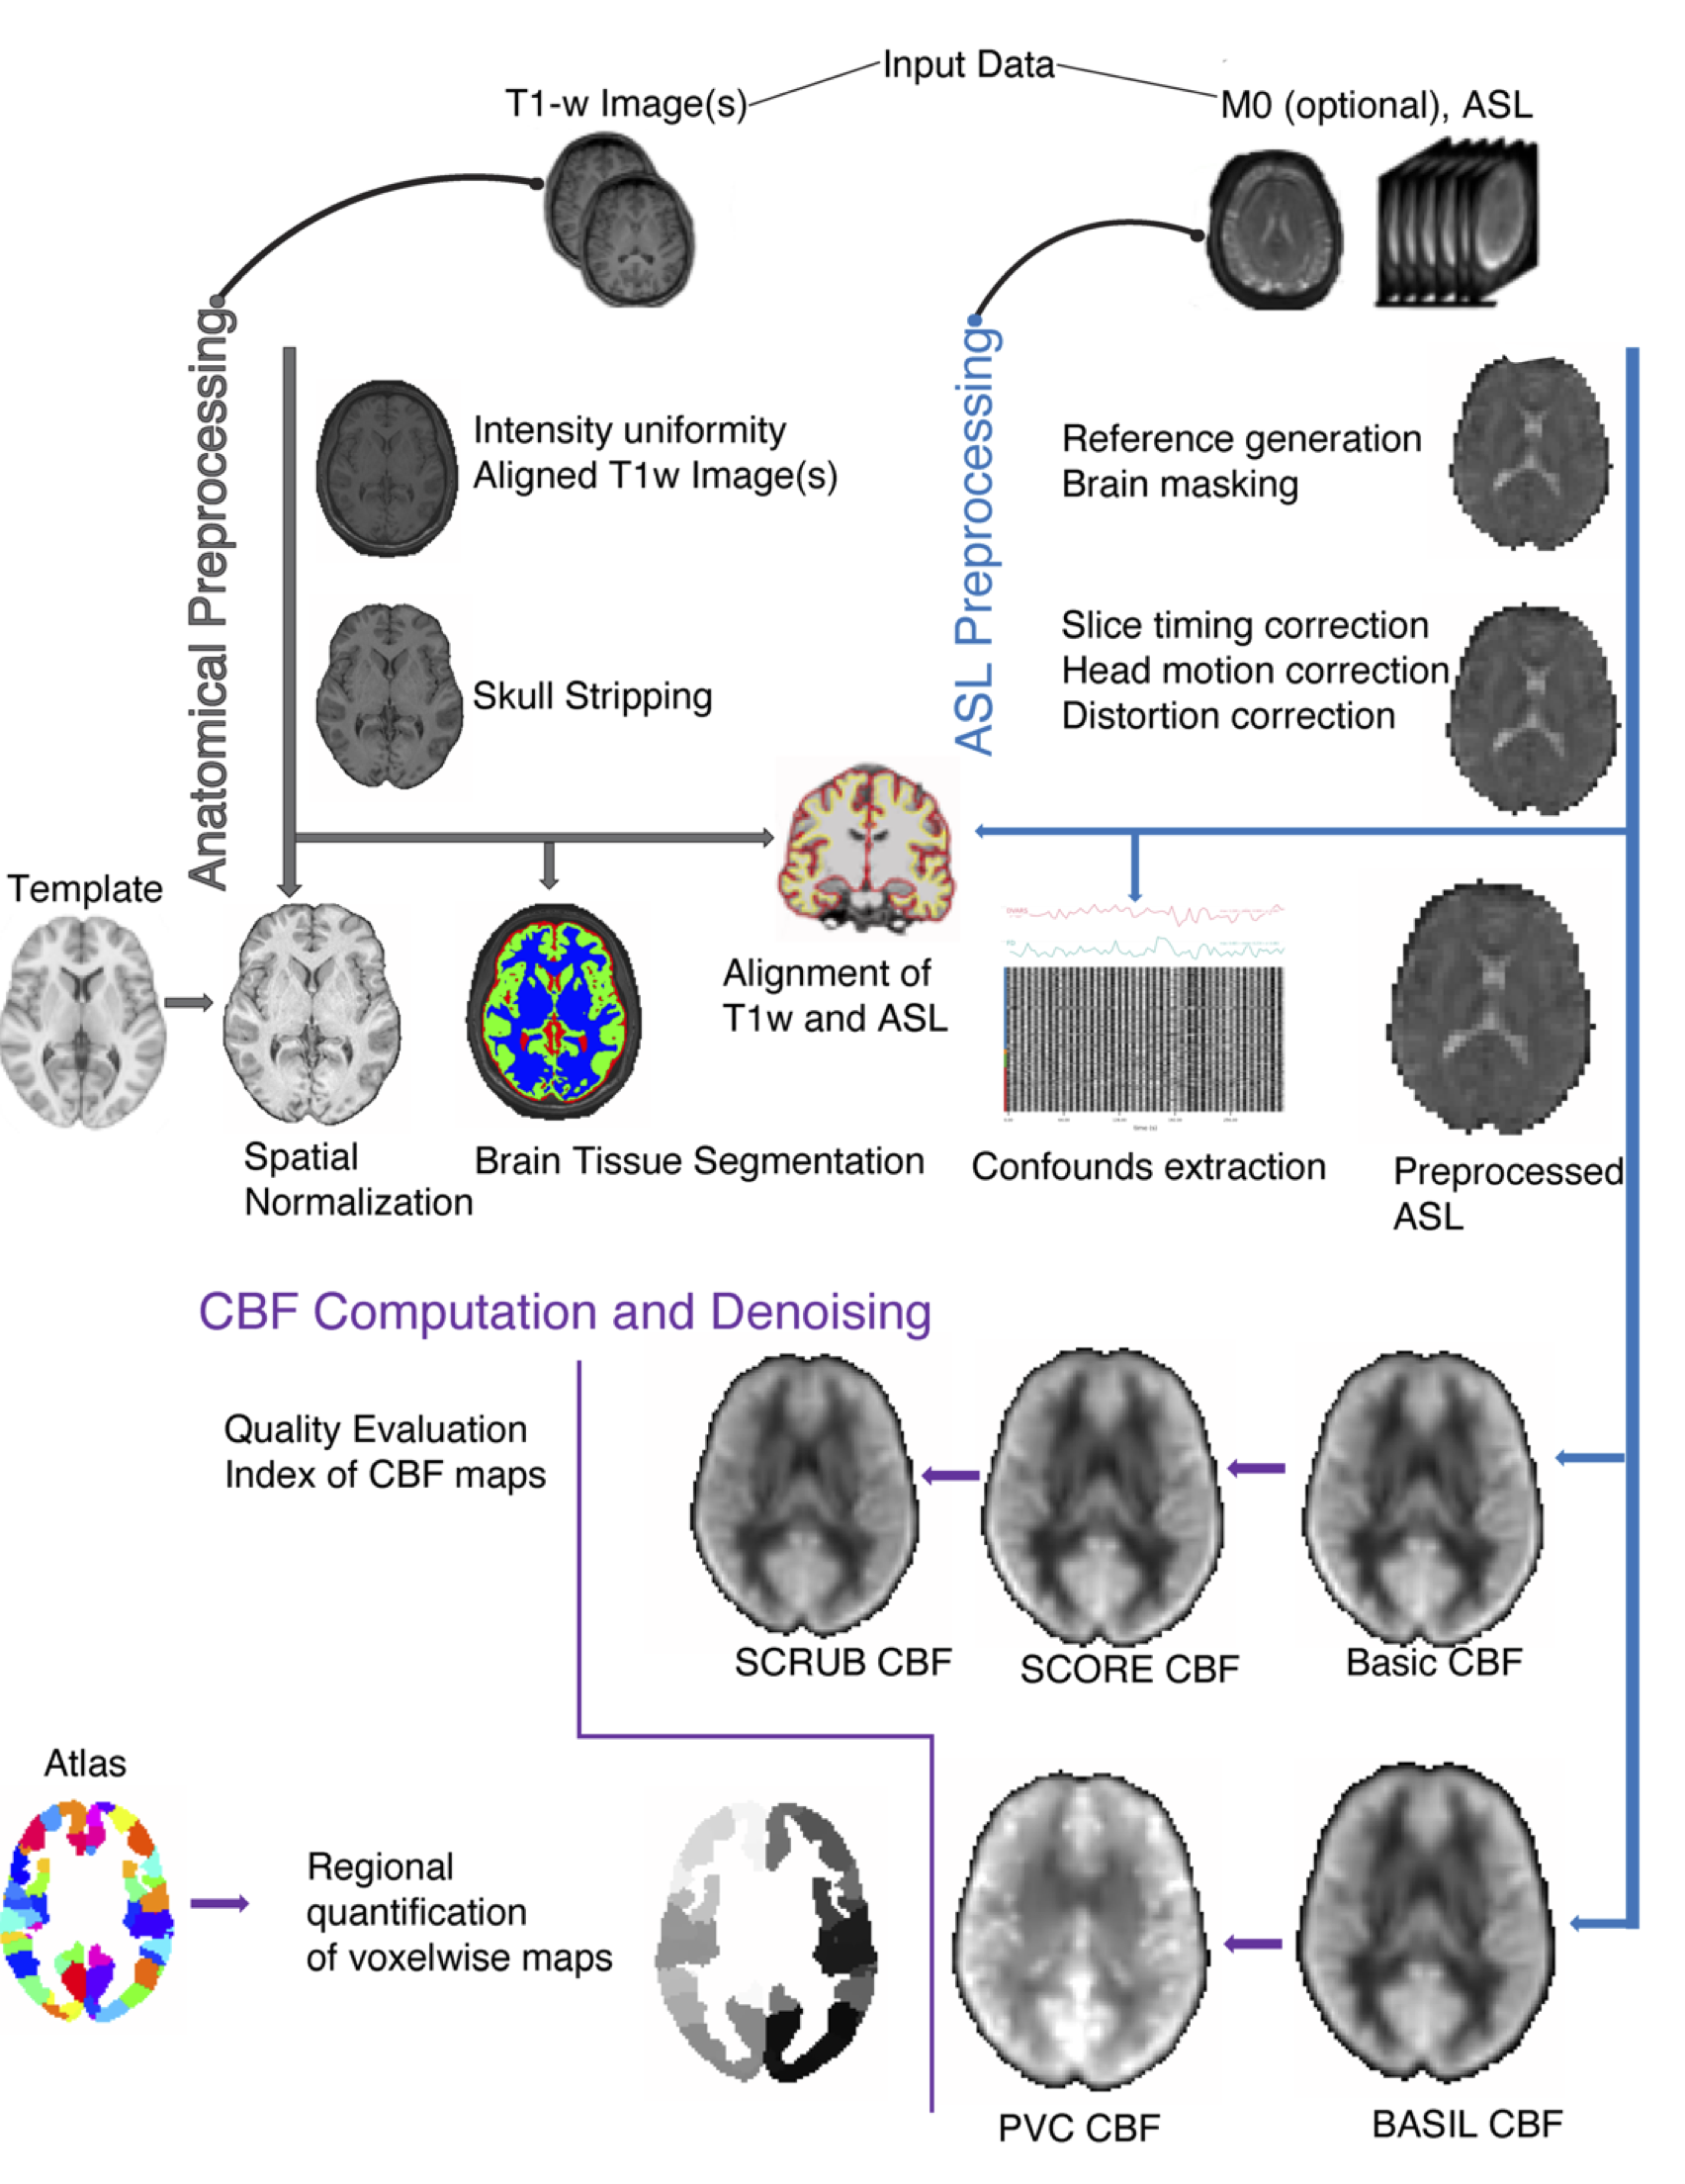 Input Data
T1-w Image(s)
M0 (optional), ASL
Anatomical Preprocessing
Intensity uniformity
Aligned T1w Image(s)
Skull Stripping
ASL Preprocessing
Reference generation
Brain masking
Slice timing correction
Head motion correction
Distortion correction
Template
Spatial
Normalization
Brain Tissue Segmentation
Alignment of
T1w and ASL
DVARS
FD
time (s)
Confounds extraction
Preprocessed
ASL
CBF Computation and Denoising
Quality Evaluation
Index of CBF maps
SCRUB CBF
SCORE CBF
Basic CBF
Atlas
Regional
quantification
of voxelwise maps
PVC CBF
BASIL CBF